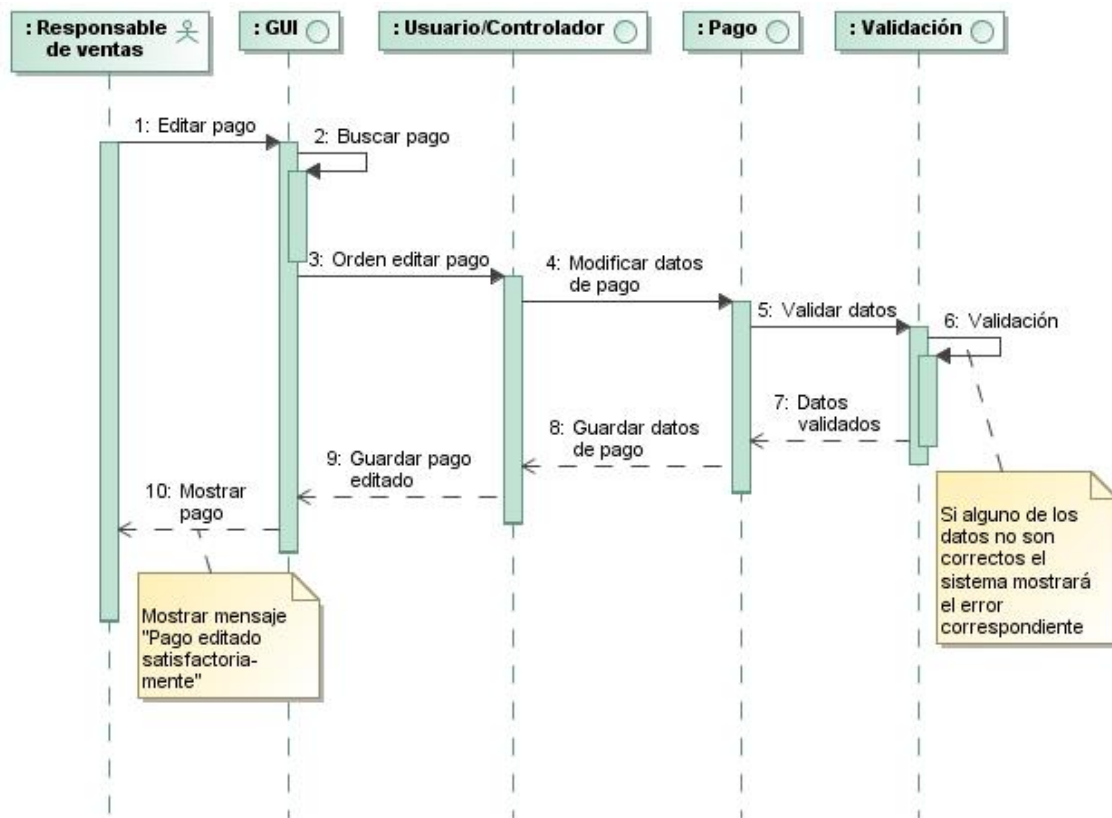 : Responsable
de ventas
: GUI
: Usuario/Controlador
: Pago
: Validación
1: Editar pago
2: Buscar pago
3: Orden editar pago
4: Modificar datos
de pago
5: Validar datos
6: Validación
7: Datos
validados
8: Guardar datos
de pago
9: Guardar pago
editado
10: Mostrar
pago
Si alguno de los
datos no son
correctos el
sistema mostrará
el error
correspondiente
Mostrar mensaje
"Pago editado
satisfactoria-
mente"